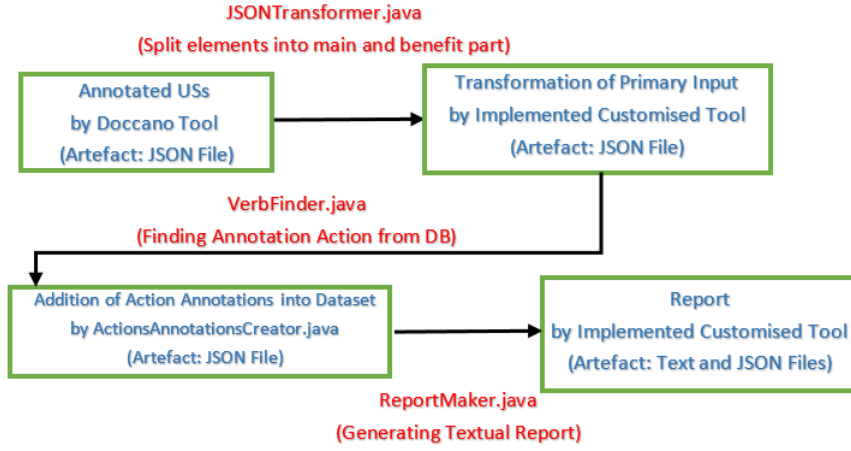 JSONTransformer.java
(Split elements into main and benefit part)
Annotated USs
by Doccano Tool
(Artefact: JSON File)
Transformation of Primary Input
by Implemented Customised Tool
(Artefact: JSON File)
VerbFinder.java
(Finding Annotation Action from DB)
Addition of Action Annotations into Dataset
by ActionsAnnotationsCreator.java
(Artefact: JSON File)
Report
by Implemented Customised Tool
(Artefact: Text and JSON Files)
ReportMaker.java
(Generating Textual Report)